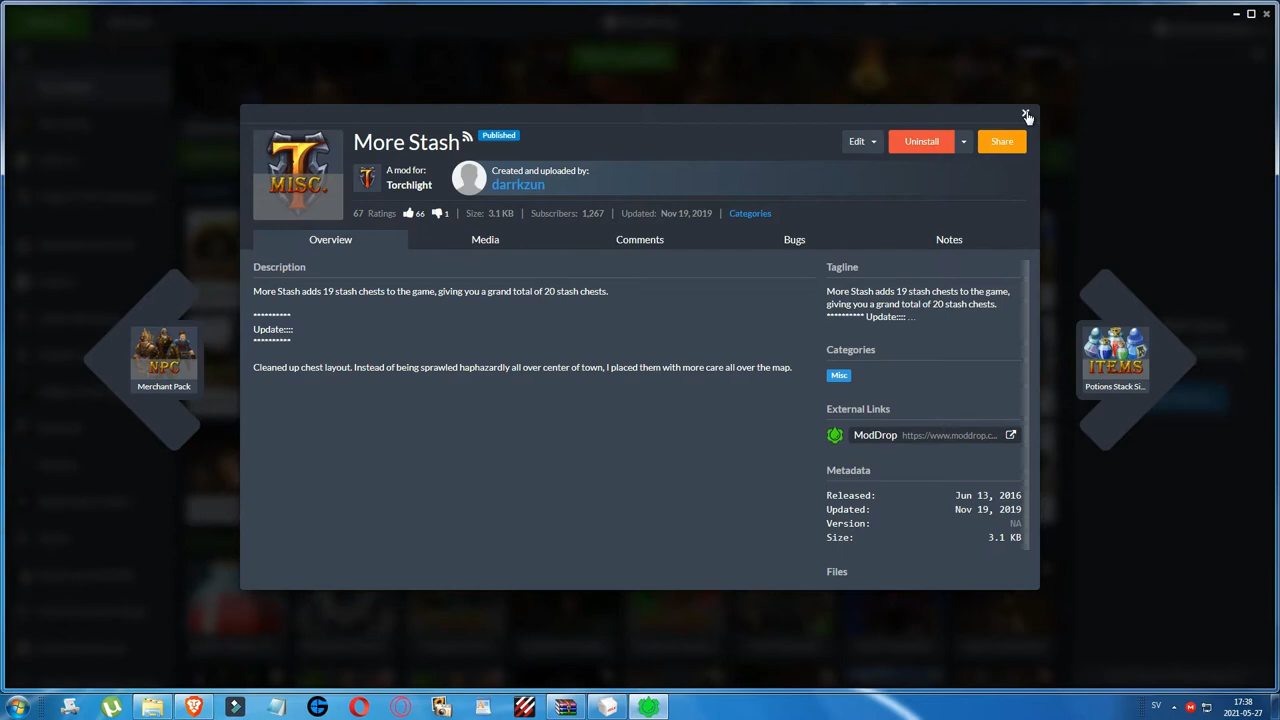 More Stash
Published
Edit
Uninstall
Share
MISC.
A mod for:
Torchlight
Created and uploaded by:
darrkzun
67 Ratings 66 1 | Size: 3.1 KB | Subscribers: 1,267 | Updated: Nov 19, 2019 | Categories
Overview
Media
Comments
Bugs
Notes
Description
More Stash adds 19 stash chests to the game, giving you a grand total of 20 stash chests.
**********
Update::::
**********
Cleaned up chest layout. Instead of being sprawled haphazardly all over center of town, I placed them with more care all over the map.
Tagline
More Stash adds 19 stash chests to the game,
giving you a grand total of 20 stash chests.
********** Update:::: ...
Categories
Misc
External Links
ModDrop https://www.moddrop.c...
Metadata
Released: Jun 13, 2016
Updated: Nov 19, 2019
Version: NA
Size: 3.1 KB
Files
NPC
Merchant Pack
ITEMS
Potions Stack Si...
SV
17:38
2021-05-27